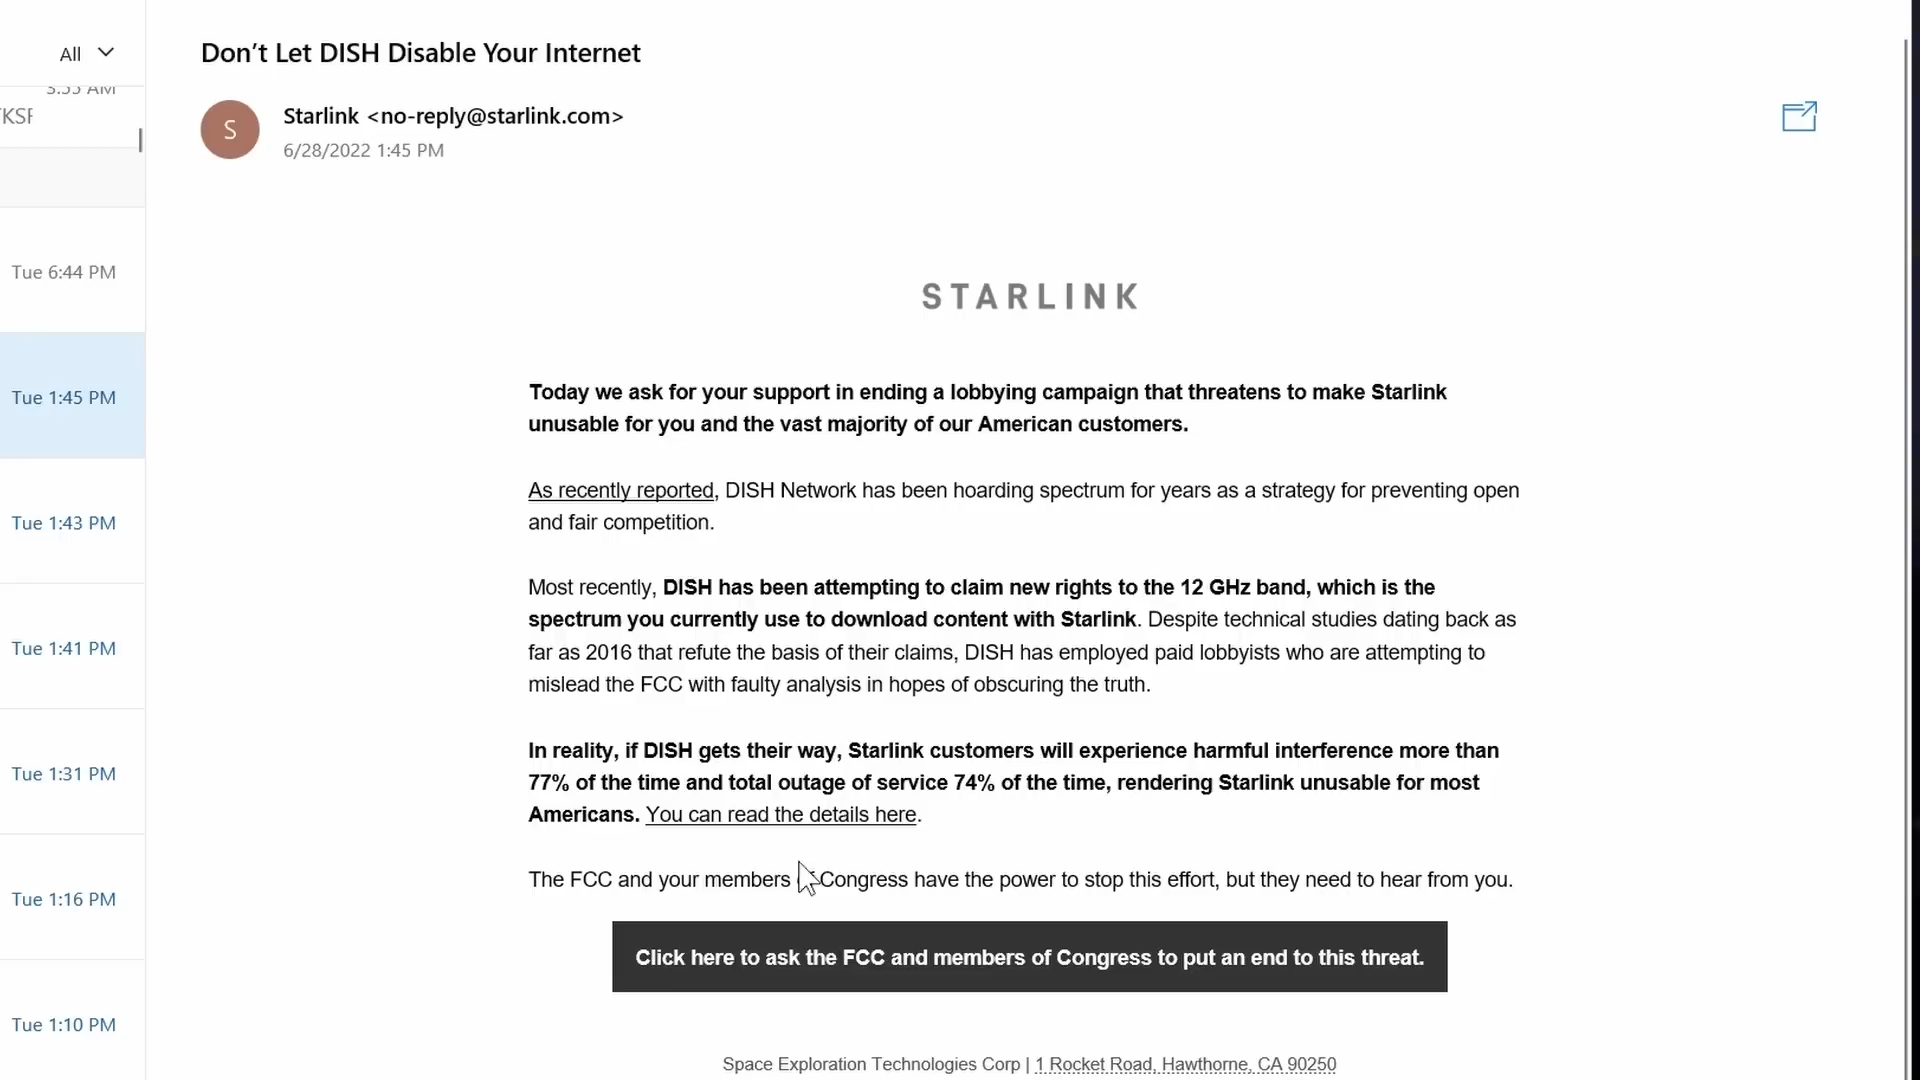 All
3:55 AM
Tue 6:44 PM
Tue 1:45 PM
Tue 1:43 PM
Tue 1:41 PM
Tue 1:31 PM
Tue 1:16 PM
Tue 1:10 PM
Don’t Let DISH Disable Your Internet
S
Starlink <no-reply@starlink.com>
6/28/2022 1:45 PM
STARLINK
Today we ask for your support in ending a lobbying campaign that threatens to make Starlink
unusable for you and the vast majority of our American customers.
As recently reported, DISH Network has been hoarding spectrum for years as a strategy for preventing open
and fair competition.
Most recently, DISH has been attempting to claim new rights to the 12 GHz band, which is the
spectrum you currently use to download content with Starlink. Despite technical studies dating back as
far as 2016 that refute the basis of their claims, DISH has employed paid lobbyists who are attempting to
mislead the FCC with faulty analysis in hopes of obscuring the truth.
In reality, if DISH gets their way, Starlink customers will experience harmful interference more than
77% of the time and total outage of service 74% of the time, rendering Starlink unusable for most
Americans. You can read the details here.
The FCC and your members of Congress have the power to stop this effort, but they need to hear from you.
Click here to ask the FCC and members of Congress to put an end to this threat.
Space Exploration Technologies Corp | 1 Rocket Road, Hawthorne, CA 90250